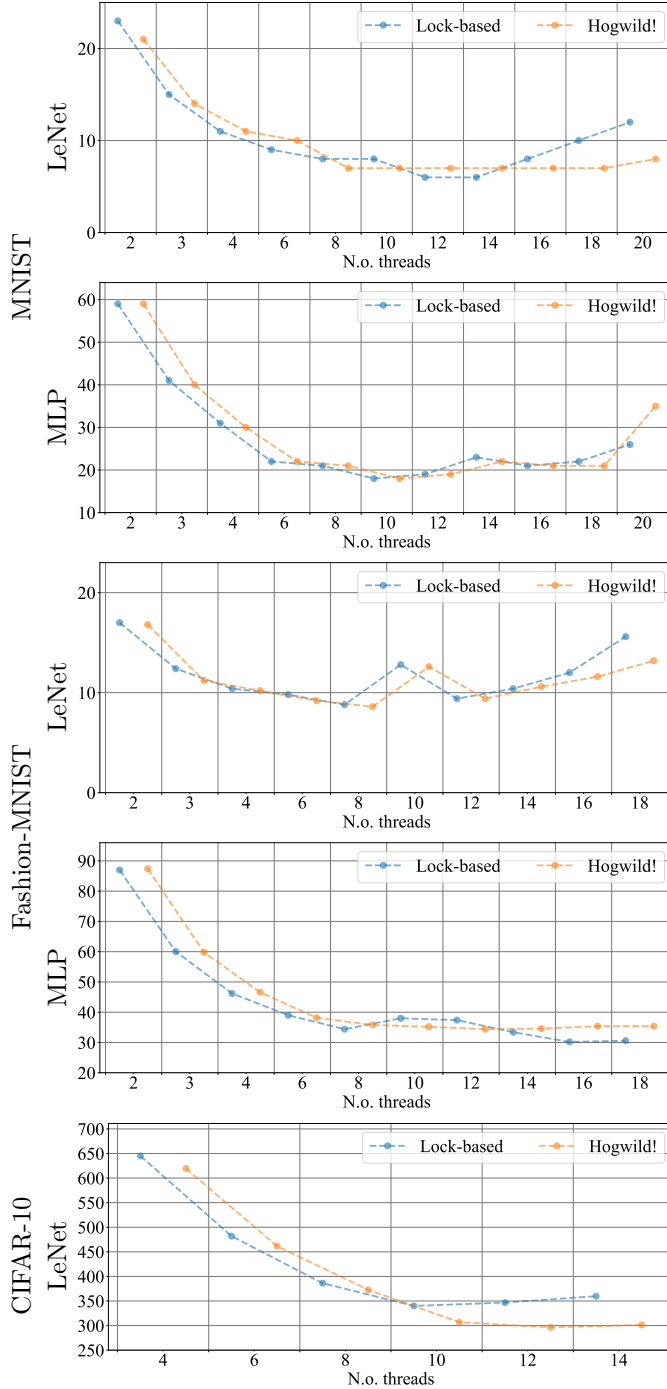 MNIST
LeNet
Lock-based Hogwild!
20
10
0
2 3 4 6 8 10 12 14 16 18 20
N.o. threads
MLP
Lock-based Hogwild!
60
50
40
30
20
10
2 3 4 6 8 10 12 14 16 18 20
N.o. threads
Fashion-MNIST
LeNet
Lock-based Hogwild!
20
10
0
2 3 4 6 8 10 12 14 16 18
N.o. threads
MLP
Lock-based Hogwild!
90
80
70
60
50
40
30
20
2 3 4 6 8 10 12 14 16 18
N.o. threads
CIFAR-10
LeNet
Lock-based Hogwild!
700
650
600
550
500
450
400
350
300
250
4 6 8 10 12 14
N.o. threads